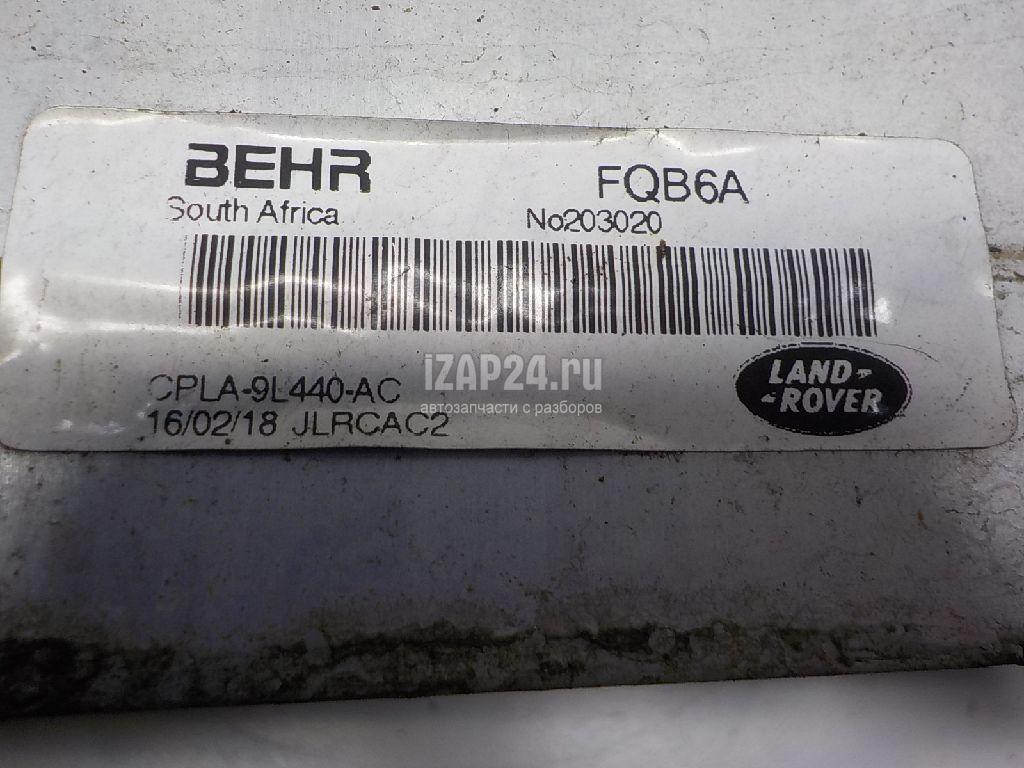 BEHR FQB6A
South Africa No203020
CPLA-9L440-AC
16/02/18 JLRCAC2
LAND-
-ROVER
iZAP24.ru
автозапчасти с разборов